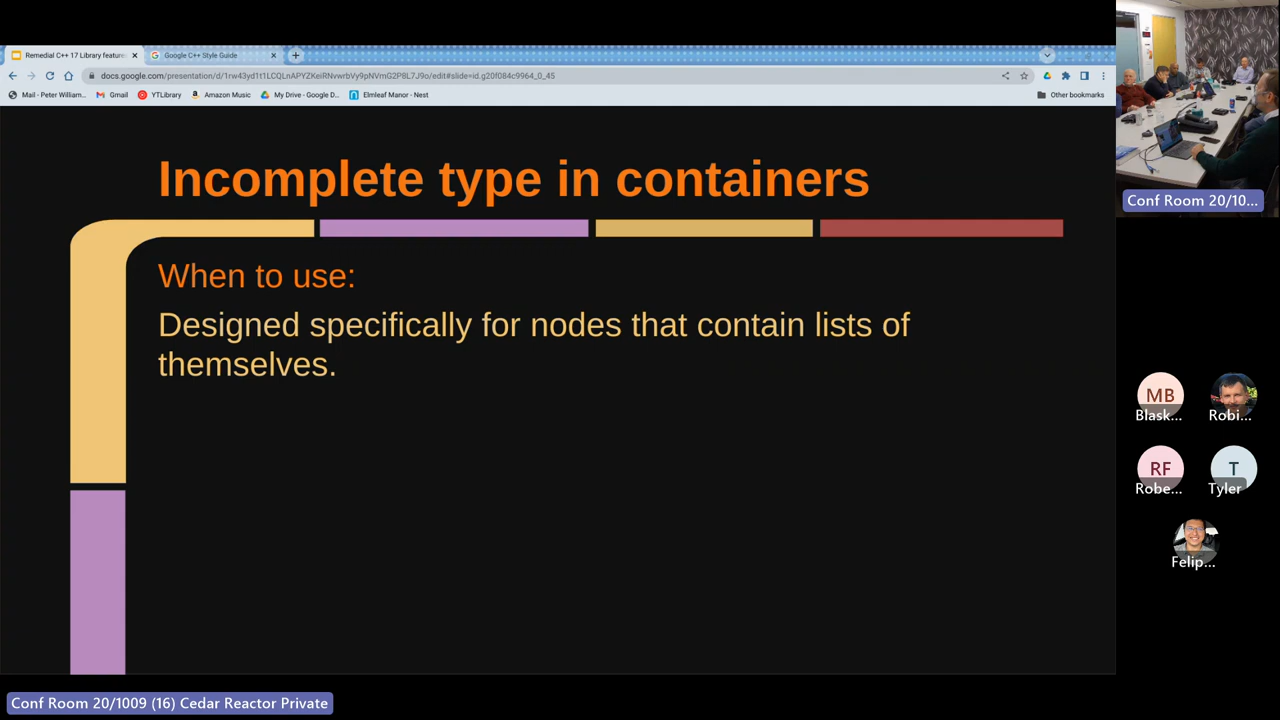 Remedial C++ 17 Library feature
Google C++ Style Guide
docs.google.com/presentation/d/1rw43yd1t1LCQLnAPYZKeiRNvwrbVy9pNVmG2P8L7J9o/edit#slide=id.g20f084c9964_0_45
Mail - Peter William...
Gmail
YTLibrary
Amazon Music
My Drive - Google D...
Elmleaf Manor - Nest
Other bookmarks
Incomplete type in containers
When to use:
Designed specifically for nodes that contain lists of
themselves.
Conf Room 20/10...
MB
Blask...
Robi...
RF
Robe...
T
Tyler
Felip...
Conf Room 20/1009 (16) Cedar Reactor Private